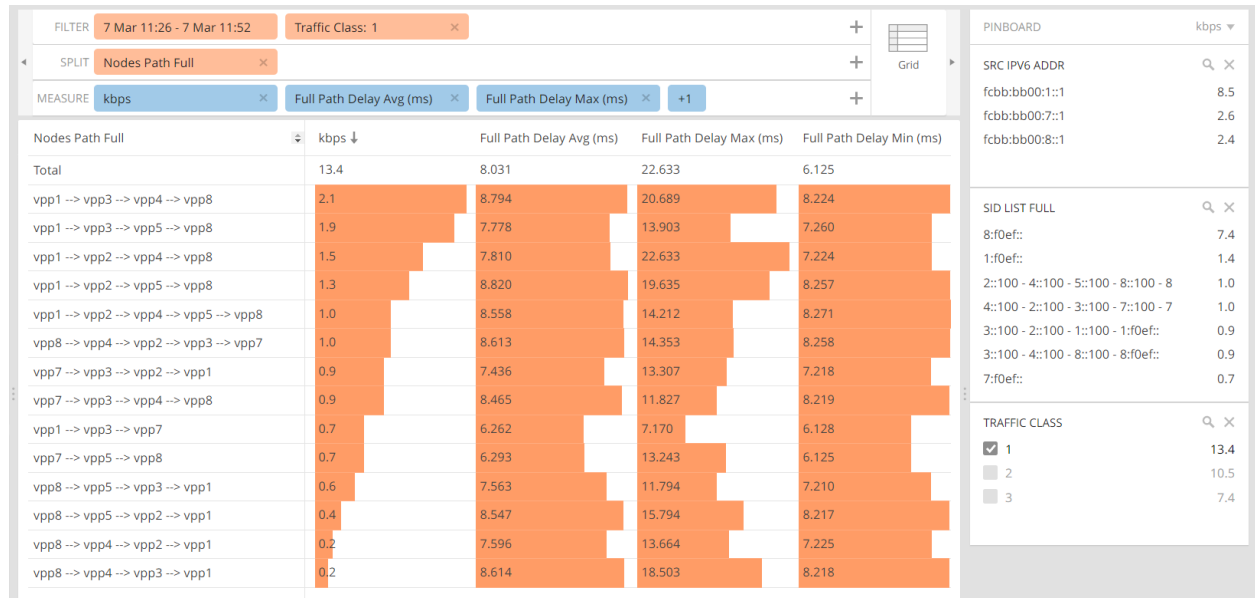 FILTER 7 Mar 11:26 - 7 Mar 11:52 Traffic Class: 1 × +
SPLIT Nodes Path Full × +
MEASURE kbps × Full Path Delay Avg (ms) × Full Path Delay Max (ms) × +1 +
Grid
Nodes Path Full kbps ↓ Full Path Delay Avg (ms) Full Path Delay Max (ms) Full Path Delay Min (ms)
Total 13.4 8.031 22.633 6.125
vpp1 --> vpp3 --> vpp4 --> vpp8 2.1 8.794 20.689 8.224
vpp1 --> vpp3 --> vpp5 --> vpp8 1.9 7.778 13.903 7.260
vpp1 --> vpp2 --> vpp4 --> vpp8 1.5 7.810 22.633 7.224
vpp1 --> vpp2 --> vpp5 --> vpp8 1.3 8.820 19.635 8.257
vpp1 --> vpp2 --> vpp4 --> vpp5 --> vpp8 1.0 8.558 14.212 8.271
vpp8 --> vpp4 --> vpp2 --> vpp3 --> vpp7 1.0 8.613 14.353 8.258
vpp7 --> vpp3 --> vpp2 --> vpp1 0.9 7.436 13.307 7.218
vpp7 --> vpp3 --> vpp4 --> vpp8 0.9 8.465 11.827 8.219
vpp1 --> vpp3 --> vpp7 0.7 6.262 7.170 6.128
vpp7 --> vpp5 --> vpp8 0.7 6.293 13.243 6.125
vpp8 --> vpp5 --> vpp3 --> vpp1 0.6 7.563 11.794 7.210
vpp8 --> vpp5 --> vpp2 --> vpp1 0.4 8.547 15.794 8.217
vpp8 --> vpp4 --> vpp2 --> vpp1 0.2 7.596 13.664 7.225
vpp8 --> vpp4 --> vpp3 --> vpp1 0.2 8.614 18.503 8.218
PINBOARD kbps
SRC IPV6 ADDR
fcbb:bb00:1::1 8.5
fcbb:bb00:7::1 2.6
fcbb:bb00:8::1 2.4
SID LIST FULL
8:f0ef:: 7.4
1:f0ef:: 1.4
2::100 - 4::100 - 5::100 - 8::100 - 8 1.0
4::100 - 2::100 - 3::100 - 7::100 - 7 1.0
3::100 - 2::100 - 1::100 - 1:f0ef:: 0.9
3::100 - 4::100 - 8::100 - 8:f0ef:: 0.9
7:f0ef:: 0.7
TRAFFIC CLASS
1 13.4
2 10.5
3 7.4